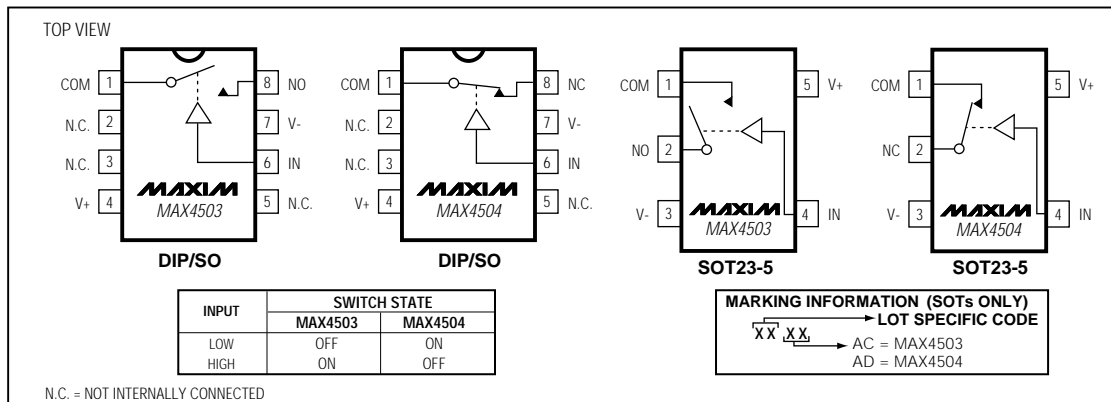 TOP VIEW
COM 1 8 NO
N.C. 2 7 V-
N.C. 3 6 IN
V+ 4 5 N.C.
MAXIM
MAX4503
DIP/SO
COM 1 8 NC
N.C. 2 7 V-
N.C. 3 6 IN
V+ 4 5 N.C.
MAXIM
MAX4504
DIP/SO
COM 1 5 V+
NO 2
V- 3 4 IN
MAXIM
MAX4503
SOT23-5
COM 1 5 V+
NC 2
V- 3 4 IN
MAXIM
MAX4504
SOT23-5
INPUT SWITCH STATE
MAX4503 MAX4504
LOW OFF ON
HIGH ON OFF
MARKING INFORMATION (SOTs ONLY)
LOT SPECIFIC CODE
XX XX
AC = MAX4503
AD = MAX4504
N.C. = NOT INTERNALLY CONNECTED